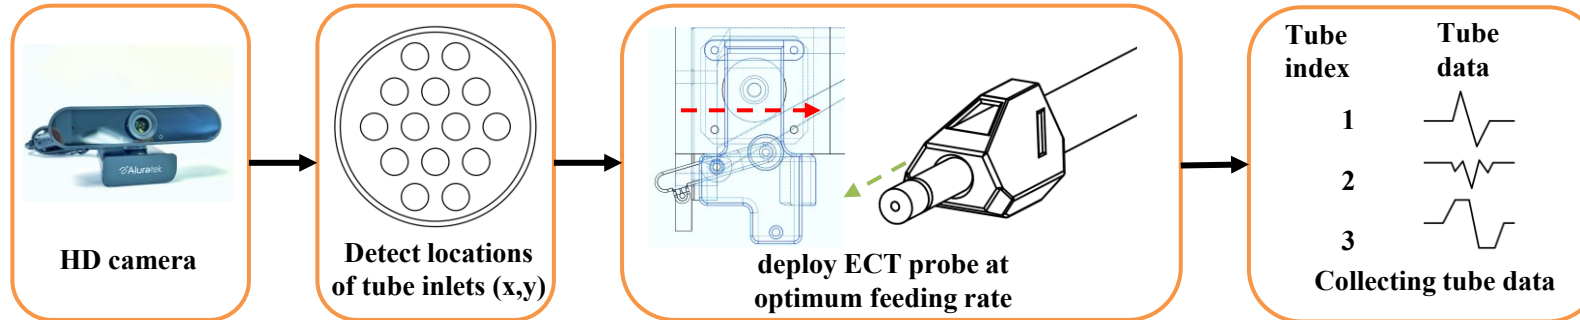 Aluratek
HD camera
Detect locations
of tube inlets (x,y)
deploy ECT probe at
optimum feeding rate
Tube
index
Tube
data
1
2
3
Collecting tube data